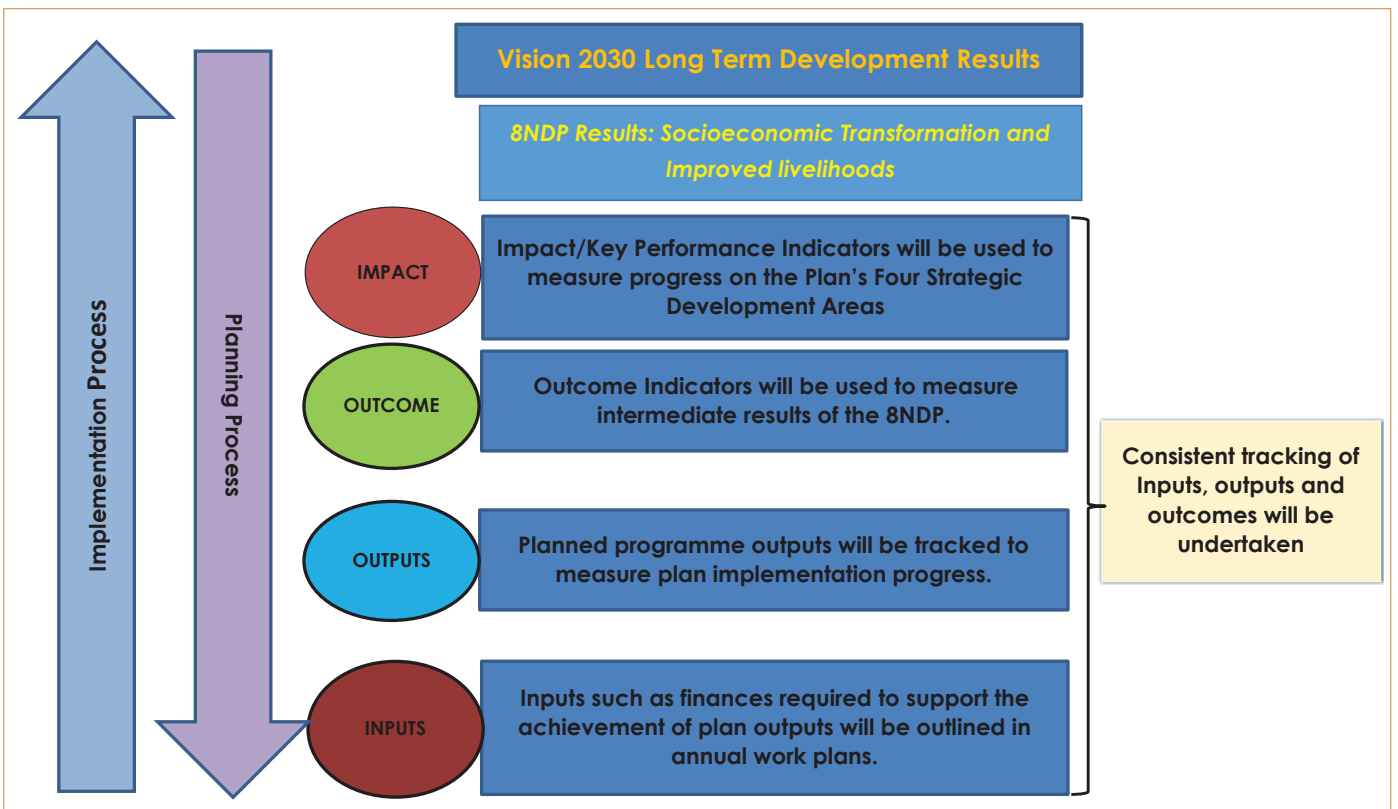 Vision 2030 Long Term Development Results
8NDP Results: Socioeconomic Transformation and
Improved livelihoods
Implementation Process
Planning Process
IMPACT
Impact/Key Performance Indicators will be used to
measure progress on the Plan's Four Strategic
Development Areas
OUTCOME
Outcome Indicators will be used to measure
intermediate results of the 8NDP.
OUTPUTS
Planned programme outputs will be tracked to
measure plan implementation progress.
INPUTS
Inputs such as finances required to support the
achievement of plan outputs will be outlined in
annual work plans.
Consistent tracking of
Inputs, outputs and
outcomes will be
undertaken